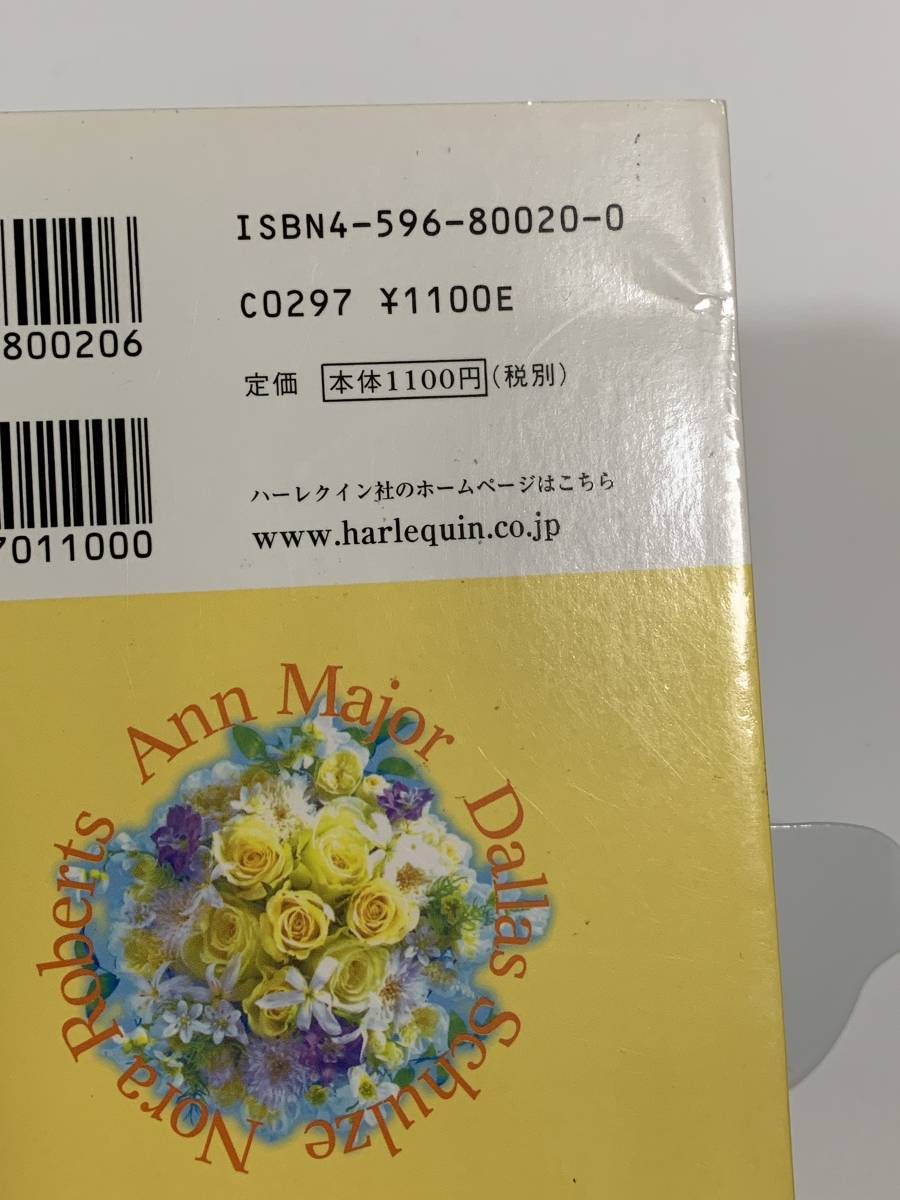 ISBN4-596-80020-0
C0297 ¥1100E
800206
定価 本体1100円(税別)
ハーレクイン社のホームページはこちら
www.harlequin.co.jp
7011000
Ann Major
Dallas Schulze
Nora Roberts